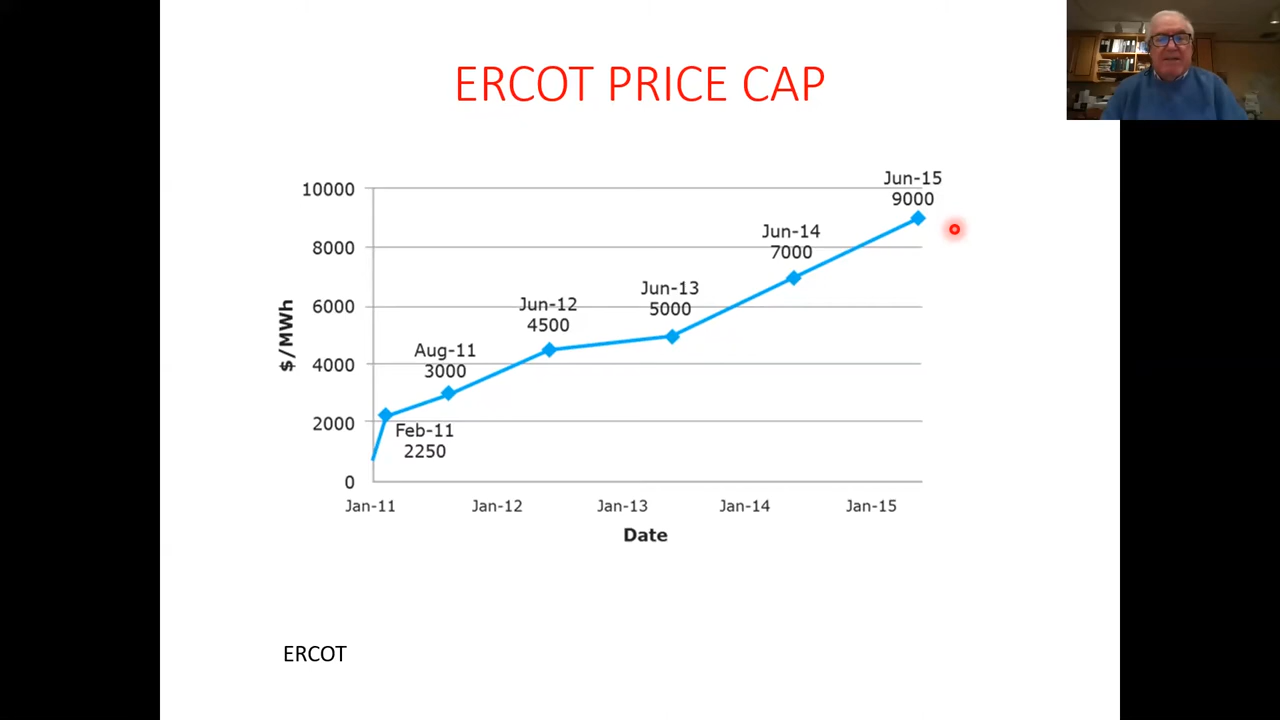 ERCOT PRICE CAP
Jun-15
9000
10000
Jun-14
7000
8000
Jun-13
5000
Jun-12
4500
6000
$/MWh
Aug-11
3000
4000
Feb-11
2250
2000
0
Jan-11 Jan-12 Jan-13 Jan-14 Jan-15
Date
ERCOT